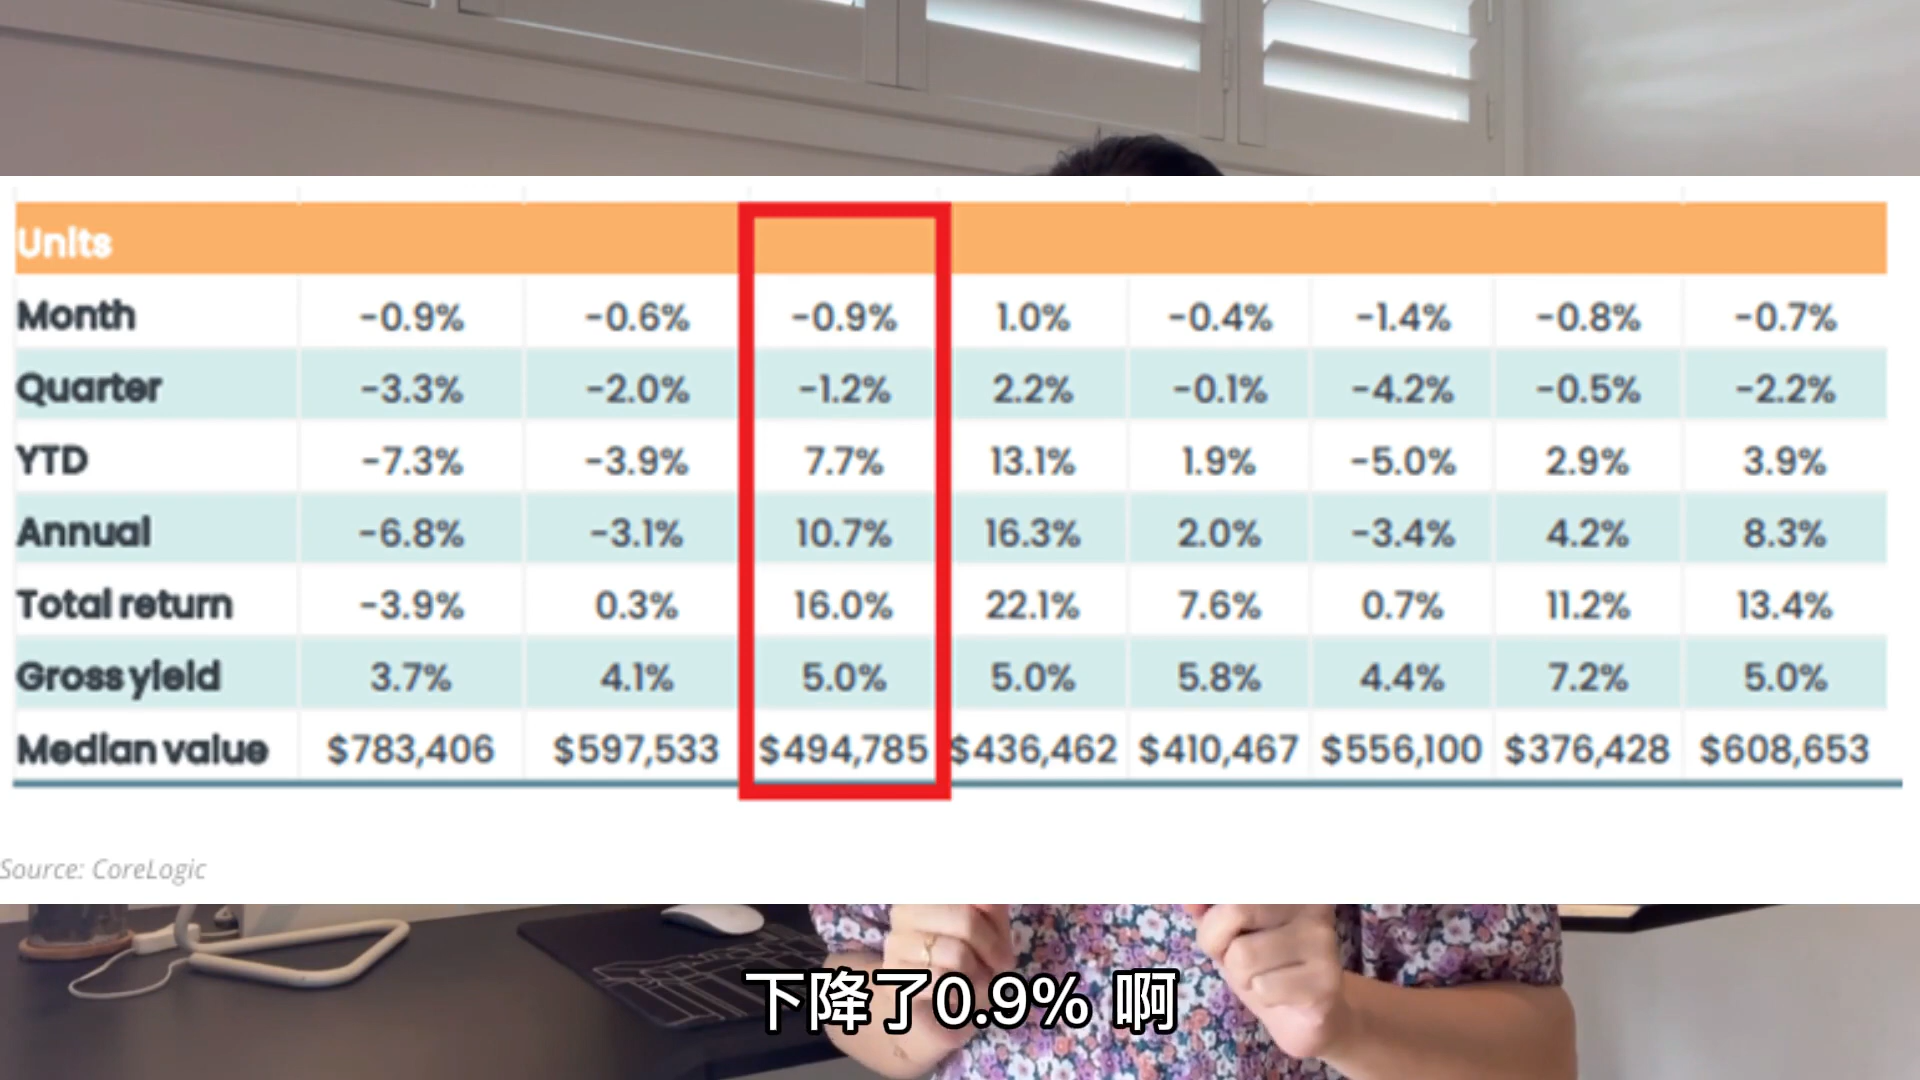 Units
Month -0.9% -0.6% -0.9% 1.0% -0.4% -1.4% -0.8% -0.7%
Quarter -3.3% -2.0% -1.2% 2.2% -0.1% -4.2% -0.5% -2.2%
YTD -7.3% -3.9% 7.7% 13.1% 1.9% -5.0% 2.9% 3.9%
Annual -6.8% -3.1% 10.7% 16.3% 2.0% -3.4% 4.2% 8.3%
Total return -3.9% 0.3% 16.0% 22.1% 7.6% 0.7% 11.2% 13.4%
Gross yield 3.7% 4.1% 5.0% 5.0% 5.8% 4.4% 7.2% 5.0%
Median value $783,406 $597,533 $494,785 $436,462 $410,467 $556,100 $376,428 $608,653
Source: CoreLogic
下降了0.9% 啊